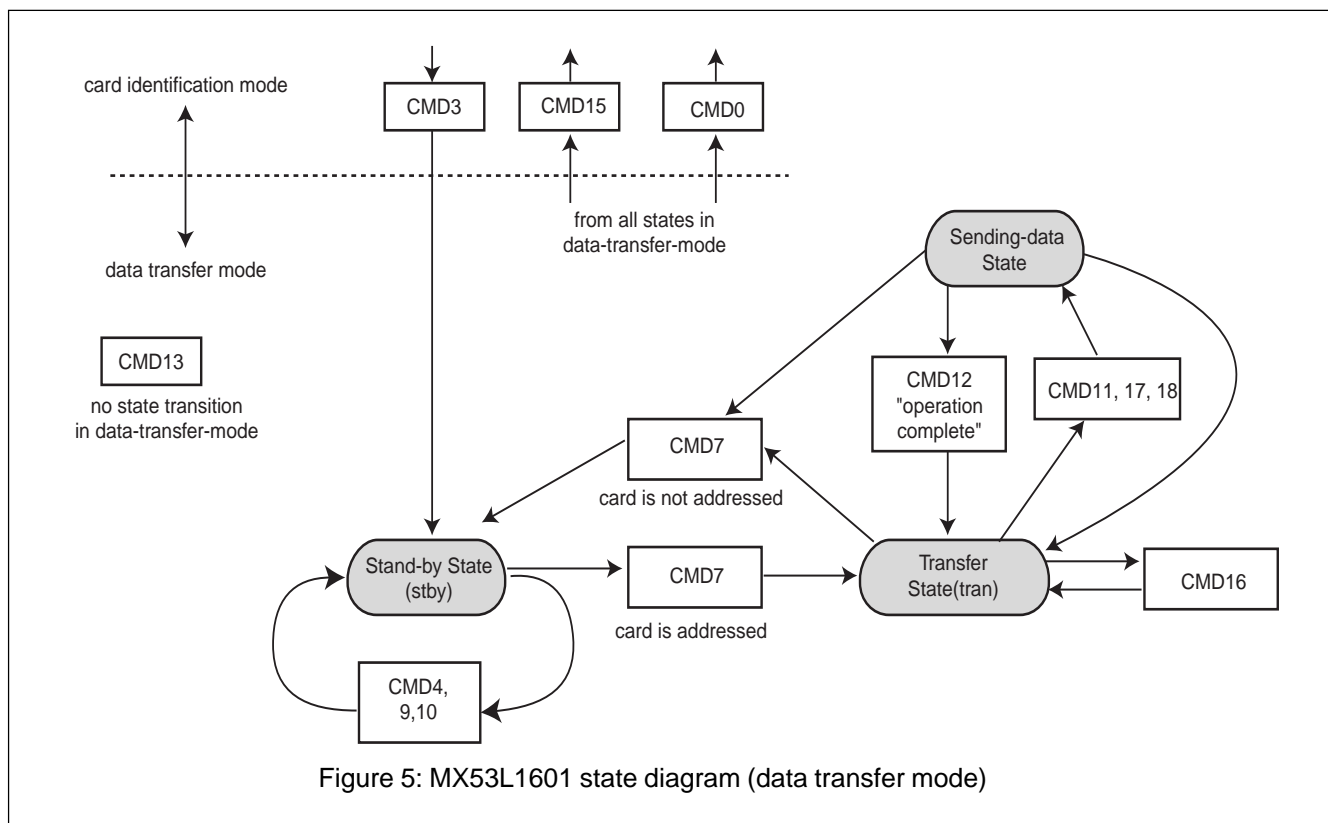 card identification mode
CMD3
CMD15
CMD0
from all states in
data-transfer-mode
data transfer mode
Sending-data
State
CMD13
no state transition
in data-transfer-mode
CMD12
"operation
complete"
CMD11, 17, 18
CMD7
card is not addressed
Stand-by State
(stby)
CMD7
card is addressed
Transfer
State(tran)
CMD16
CMD4,
9,10
Figure 5: MX53L1601 state diagram (data transfer mode)